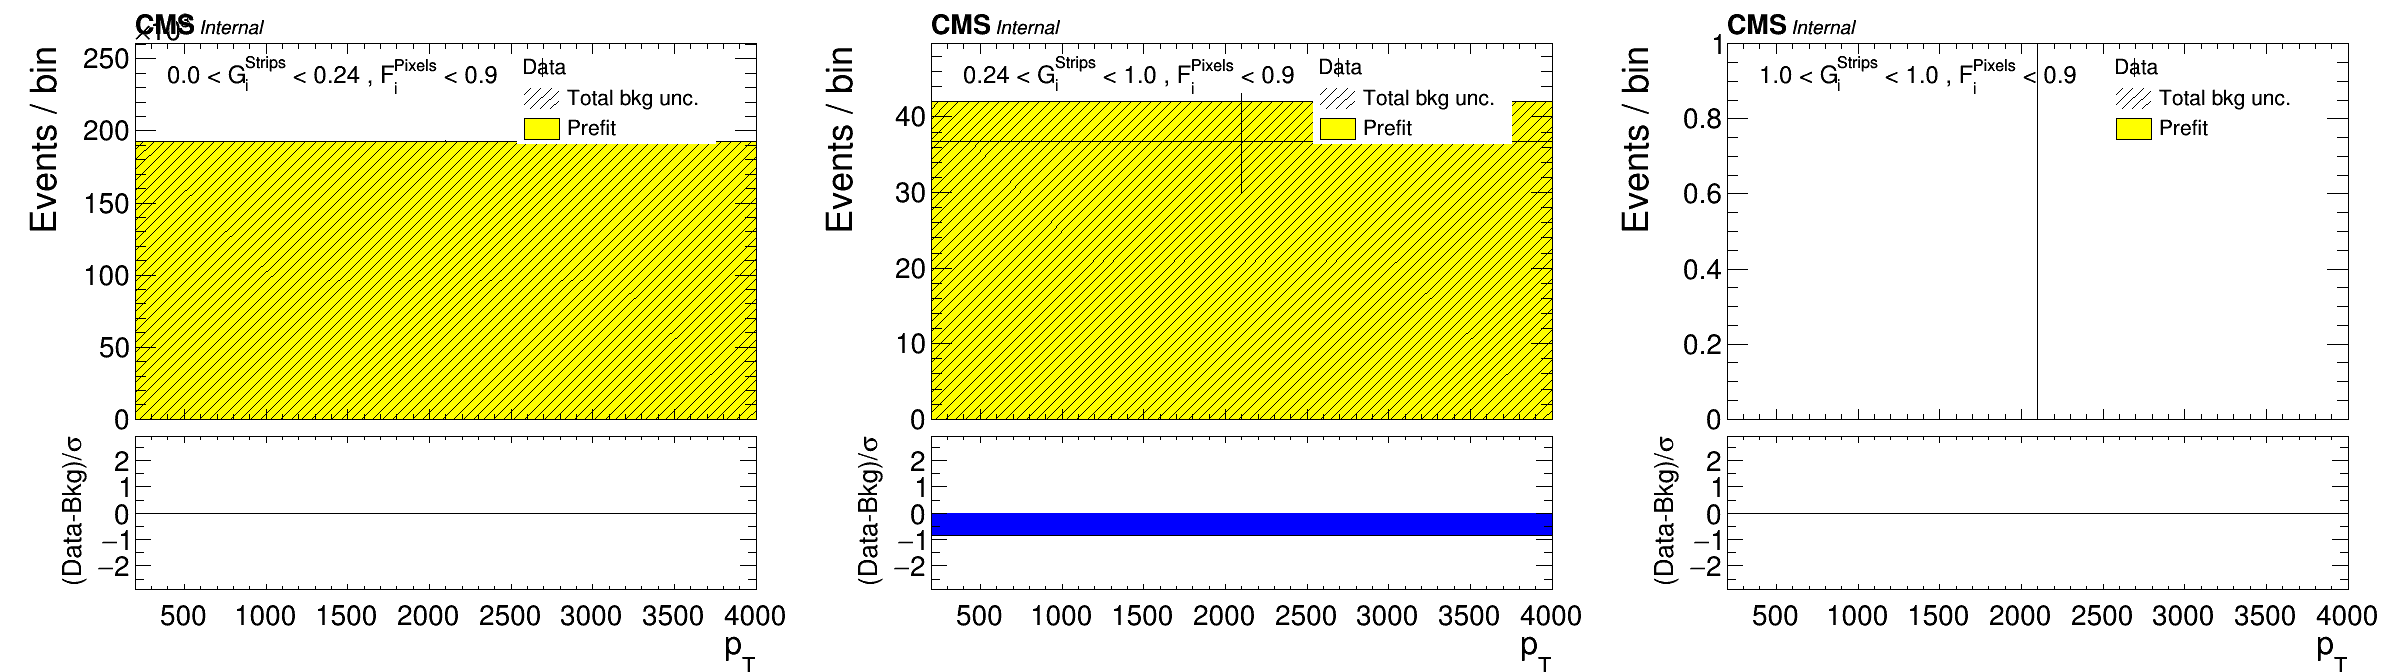 CMS Internal
×10³
Events / bin
0.0 < G_i^Strips < 0.24 , F_i^Pixels < 0.9
Data
Total bkg unc.
Prefit
250
200
150
100
50
0
(Data-Bkg)/σ
2
1
0
−1
−2
500 1000 1500 2000 2500 3000 3500 4000
p_T
CMS Internal
Events / bin
0.24 < G_i^Strips < 1.0 , F_i^Pixels < 0.9
Data
Total bkg unc.
Prefit
40
30
20
10
0
(Data-Bkg)/σ
2
1
0
−1
−2
500 1000 1500 2000 2500 3000 3500 4000
p_T
CMS Internal
Events / bin
1.0 < G_i^Strips < 1.0 , F_i^Pixels < 0.9
Data
Total bkg unc.
Prefit
1
0.8
0.6
0.4
0.2
0
(Data-Bkg)/σ
2
1
0
−1
−2
500 1000 1500 2000 2500 3000 3500 4000
p_T